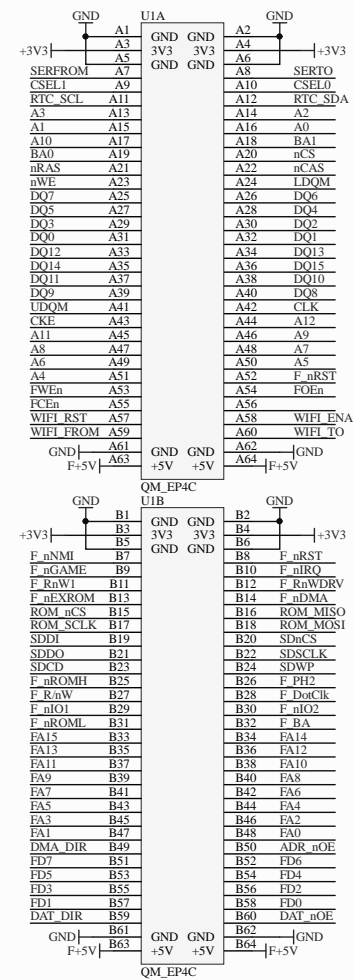 GND U1A GND
A1 GND GND A2
+3V3 A3 3V3 3V3 A4 +3V3
A5 GND GND A6
SERFROM A7 A8 SERTO
CSEL1 A9 A10 CSEL0
RTC_SCL A11 A12 RTC_SDA
A3 A13 A14 A2
A1 A15 A16 A0
A10 A17 A18 BA1
BA0 A19 A20 nCS
nRAS A21 A22 nCAS
nWE A23 A24 LDQM
DQ7 A25 A26 DQ6
DQ5 A27 A28 DQ4
DQ3 A29 A30 DQ2
DQ0 A31 A32 DQ1
DQ12 A33 A34 DQ13
DQ14 A35 A36 DQ15
DQ11 A37 A38 DQ10
DQ9 A39 A40 DQ8
UDQM A41 A42 CLK
CKE A43 A44 A12
A11 A45 A46 A9
A8 A47 A48 A7
A6 A49 A50 A5
A4 A51 A52 F_nRST
FWEn A53 A54 FOEn
FCEn A55 A56
WIFI_RST A57 A58 WIFI_ENA
WIFI_FROM A59 A60 WIFI_TO
GND A61 GND GND A62 GND
F+5V A63 +5V +5V A64 F+5V
QM_EP4C
GND U1B GND
B1 GND GND B2
+3V3 B3 3V3 3V3 B4 +3V3
B5 GND GND B6
F_nNMI B7 B8 F_nRST
F_nGAME B9 B10 F_nIRQ
F_RnW1 B11 B12 F_RnWDRV
F_nEXROM B13 B14 F_nDMA
ROM_nCS B15 B16 ROM_MISO
ROM_SCLK B17 B18 ROM_MOSI
SDDI B19 B20 SDnCS
SDDO B21 B22 SDSCLK
SDCD B23 B24 SDWP
F_nROMH B25 B26 F_PH2
F_R/nW B27 B28 F_DotClk
F_nIO1 B29 B30 F_nIO2
F_nROML B31 B32 F_BA
FA15 B33 B34 FA14
FA13 B35 B36 FA12
FA11 B37 B38 FA10
FA9 B39 B40 FA8
FA7 B41 B42 FA6
FA5 B43 B44 FA4
FA3 B45 B46 FA2
FA1 B47 B48 FA0
DMA_DIR B49 B50 ADR_nOE
FD7 B51 B52 FD6
FD5 B53 B54 FD4
FD3 B55 B56 FD2
FD1 B57 B58 FD0
DAT_DIR B59 B60 DAT_nOE
GND B61 GND GND B62 GND
F+5V B63 +5V +5V B64 F+5V
QM_EP4C